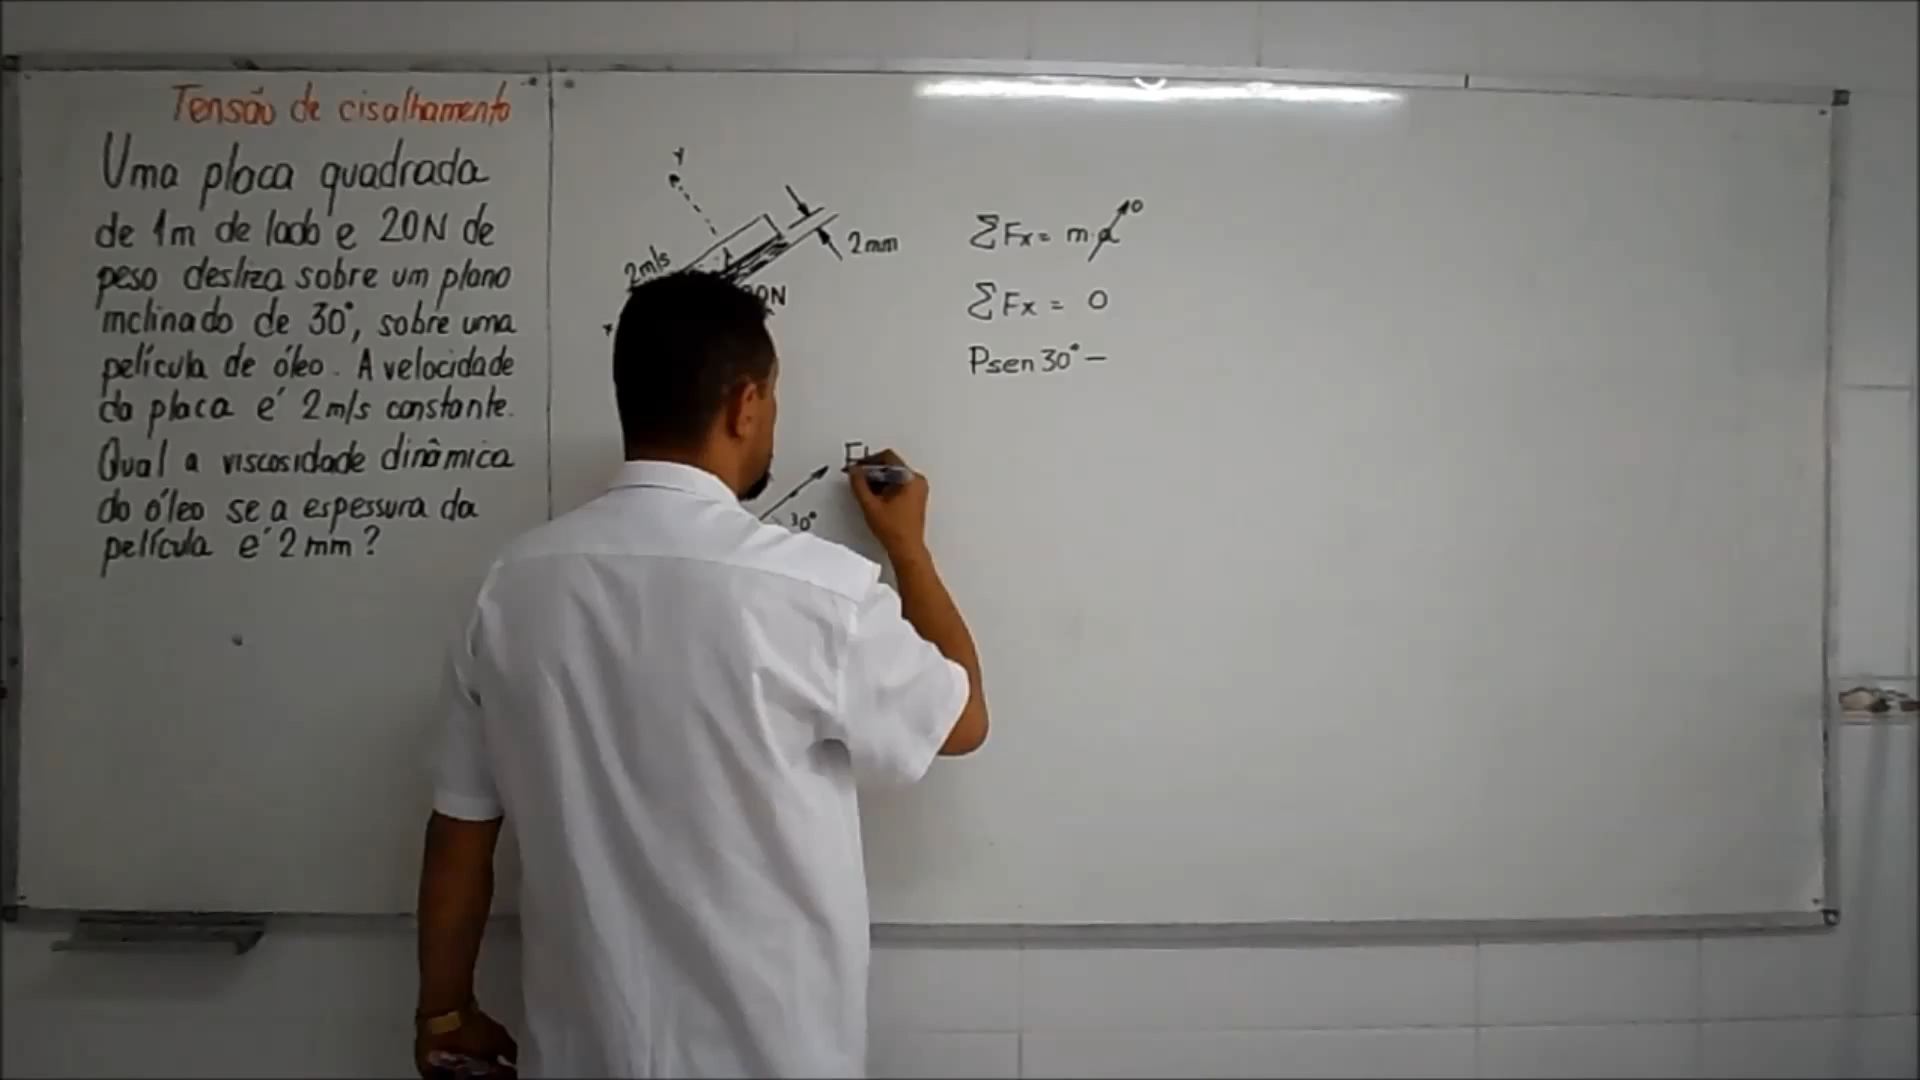 Tensão de cisalhamento
Uma placa quadrada
de 1m de lado e 20N de
peso desliza sobre um plano
inclinado de 30°, sobre uma
película de óleo. A velocidade
da placa é 2m/s constante.
Qual a viscosidade dinâmica
do óleo se a espessura da
película é 2mm?
Y
2mm
2m/s
20N
x
30°
ΣFx = m.a 0
ΣFx = 0
Psen30° -